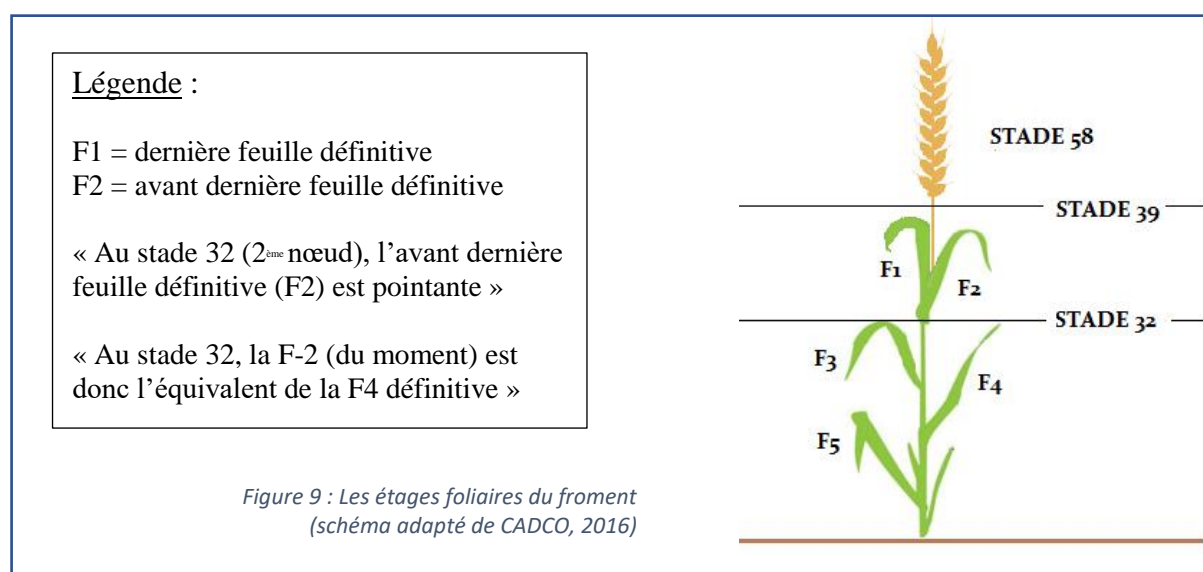 Légende :
F1 = dernière feuille définitive
F2 = avant dernière feuille définitive
« Au stade 32 (2ème nœud), l’avant dernière
feuille définitive (F2) est pointante »
« Au stade 32, la F-2 (du moment) est
donc l’équivalent de la F4 définitive »
Figure 9 : Les étages foliaires du froment
(schéma adapté de CADCO, 2016)
STADE 58
STADE 39
F1
F2
STADE 32
F3
F4
F5